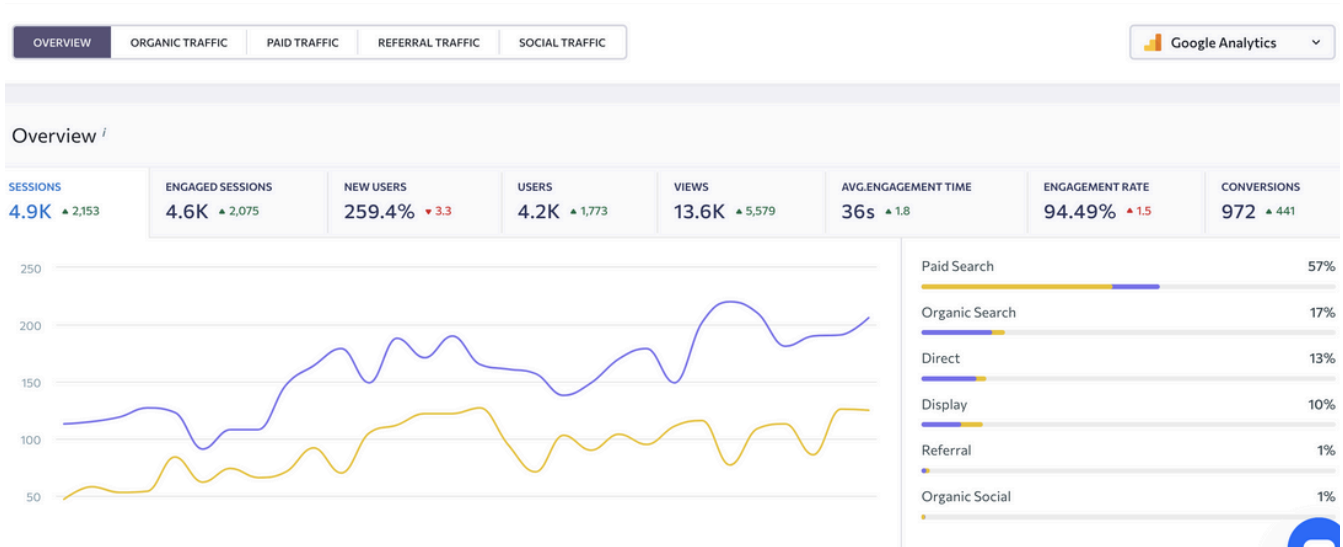 OVERVIEW ORGANIC TRAFFIC PAID TRAFFIC REFERRAL TRAFFIC SOCIAL TRAFFIC
Google Analytics
Overview i
SESSIONS
4.9K ▲ 2,153
ENGAGED SESSIONS
4.6K ▲ 2,075
NEW USERS
259.4% ▼ 3.3
USERS
4.2K ▲ 1,773
VIEWS
13.6K ▲ 5,579
AVG.ENGAGEMENT TIME
36s ▲ 1.8
ENGAGEMENT RATE
94.49% ▲ 1.5
CONVERSIONS
972 ▲ 441
250
200
150
100
50
Paid Search 57%
Organic Search 17%
Direct 13%
Display 10%
Referral 1%
Organic Social 1%